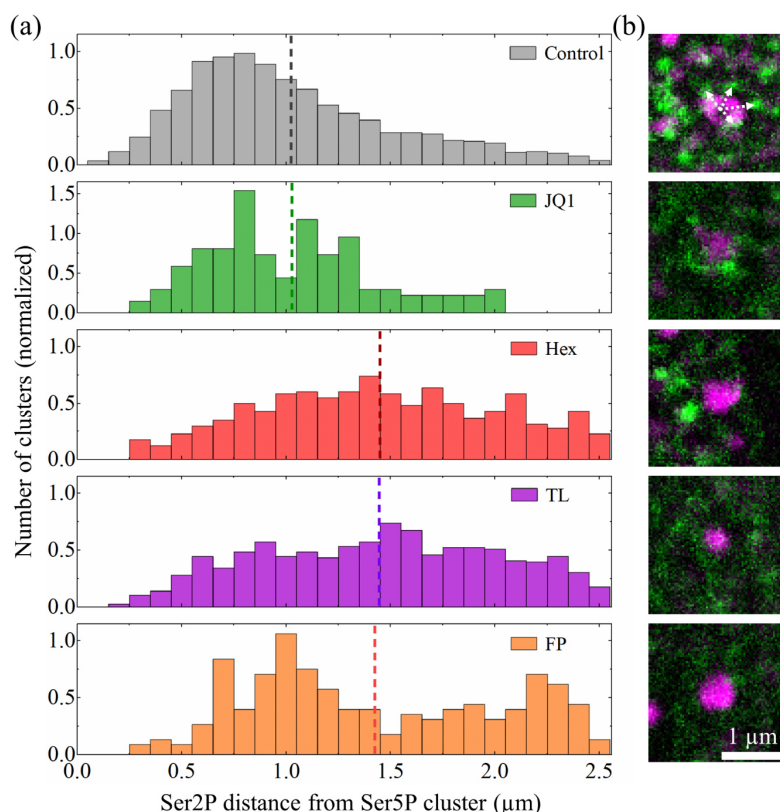 (a)
(b)
Number of clusters (normalized)
1.0
0.5
0.0
Control
1.5
1.0
0.5
0.0
JQ1
1.0
0.5
0.0
Hex
1.0
0.5
0.0
TL
1.0
0.5
0.0
FP
0.0 0.5 1.0 1.5 2.0 2.5
Ser2P distance from Ser5P cluster (µm)
1 µm